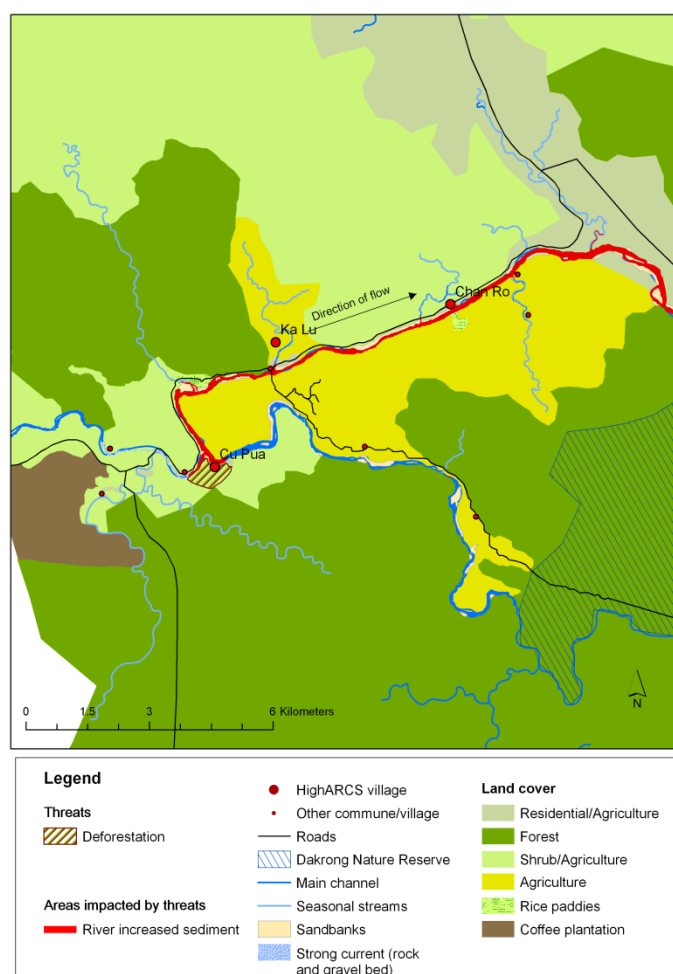 Direction of flow
Chan Ro
Ka Lu
Cu Pua
0 1.5 3 6 Kilometers
N
Legend
Threats
Deforestation
Areas impacted by threats
River increased sediment
HighARCS village
Other commune/village
Roads
Dakrong Nature Reserve
Main channel
Seasonal streams
Sandbanks
Strong current (rock
and gravel bed)
Land cover
Residential/Agriculture
Forest
Shrub/Agriculture
Agriculture
Rice paddies
Coffee plantation